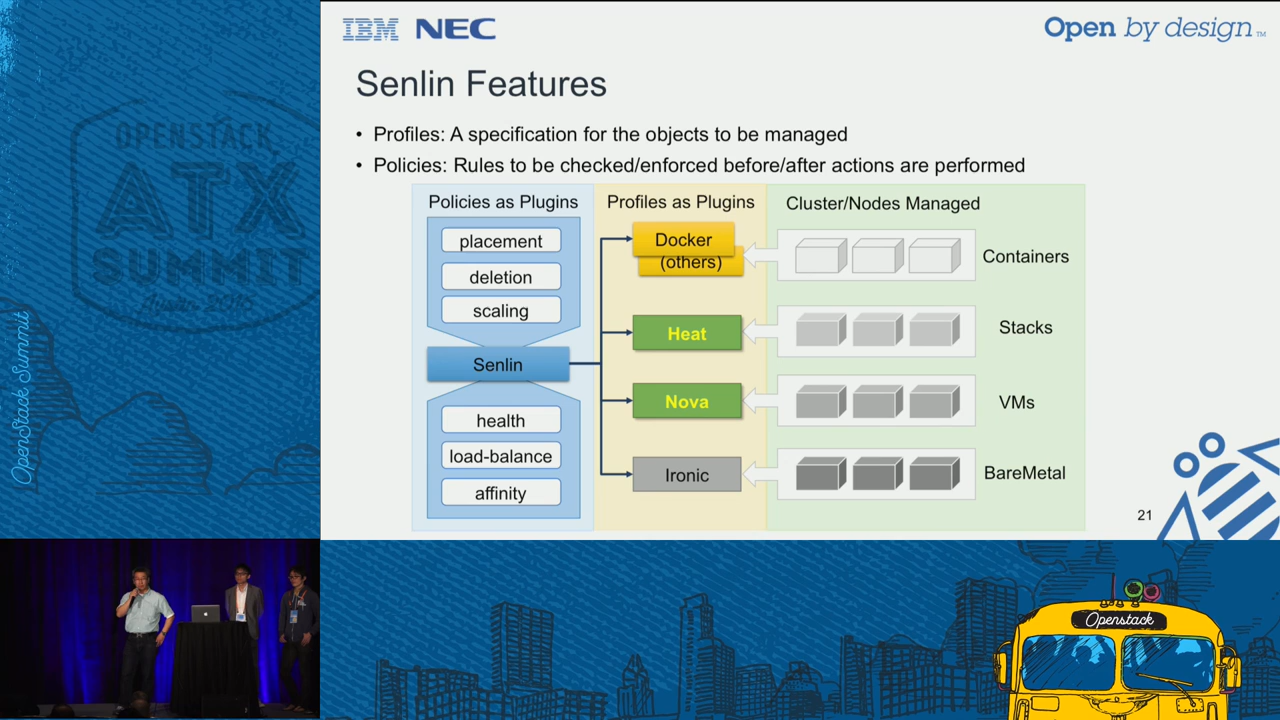 IBM NEC
Open by design™
Senlin Features
• Profiles: A specification for the objects to be managed
• Policies: Rules to be checked/enforced before/after actions are performed
Policies as Plugins
placement
deletion
scaling
Senlin
health
load-balance
affinity
Profiles as Plugins
Docker
(others)
Heat
Nova
Ironic
Cluster/Nodes Managed
Containers
Stacks
VMs
BareMetal
21
OPENSTACK
ATX
SUMMIT
Austin 2016
OpenStack Summit
Openstack